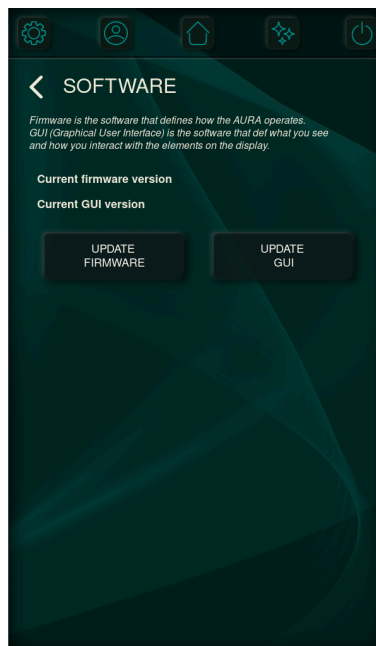 SOFTWARE
Firmware is the software that defines how the AURA operates.
GUI (Graphical User Interface) is the software that def what you see
and how you interact with the elements on the display.
Current firmware version
Current GUI version
UPDATE
FIRMWARE
UPDATE
GUI